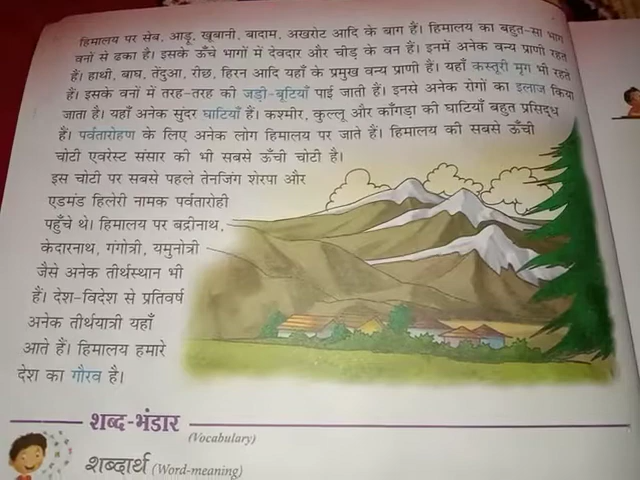 हिमालय पर सेब, आड़ू, खूबानी, बादाम, अखरोट आदि के बाग हैं। हिमालय का बहुत-सा भाग
वनों से ढका है। इसके ऊँचे भागों में देवदार और चीड़ के वन हैं। इनमें अनेक वन्य प्राणी रहते
हैं। हाथी, बाघ, तेंदुआ, रीछ, हिरन आदि यहाँ के प्रमुख वन्य प्राणी हैं। यहाँ कस्तूरी मृग भी रहते
हैं। इसके वनों में तरह-तरह की जड़ी-बूटियाँ पाई जाती हैं। इनसे अनेक रोगों का इलाज किया
जाता है। यहाँ अनेक सुंदर घाटियाँ हैं। कश्मीर, कुल्लू और काँगड़ा की घाटियाँ बहुत प्रसिद्ध
हैं। पर्वतारोहण के लिए अनेक लोग हिमालय पर जाते हैं। हिमालय की सबसे ऊँची
चोटी एवरेस्ट संसार की भी सबसे ऊँची चोटी है।
इस चोटी पर सबसे पहले तेनजिंग शेरपा और
एडमंड हिलेरी नामक पर्वतारोही
पहुँचे थे। हिमालय पर बद्रीनाथ,
केदारनाथ, गंगोत्री, यमुनोत्री
जैसे अनेक तीर्थस्थान भी
हैं। देश-विदेश से प्रतिवर्ष
अनेक तीर्थयात्री यहाँ
आते हैं। हिमालय हमारे
देश का गौरव है।
शब्द-भंडार
(Vocabulary)
शब्दार्थ (Word-meaning)